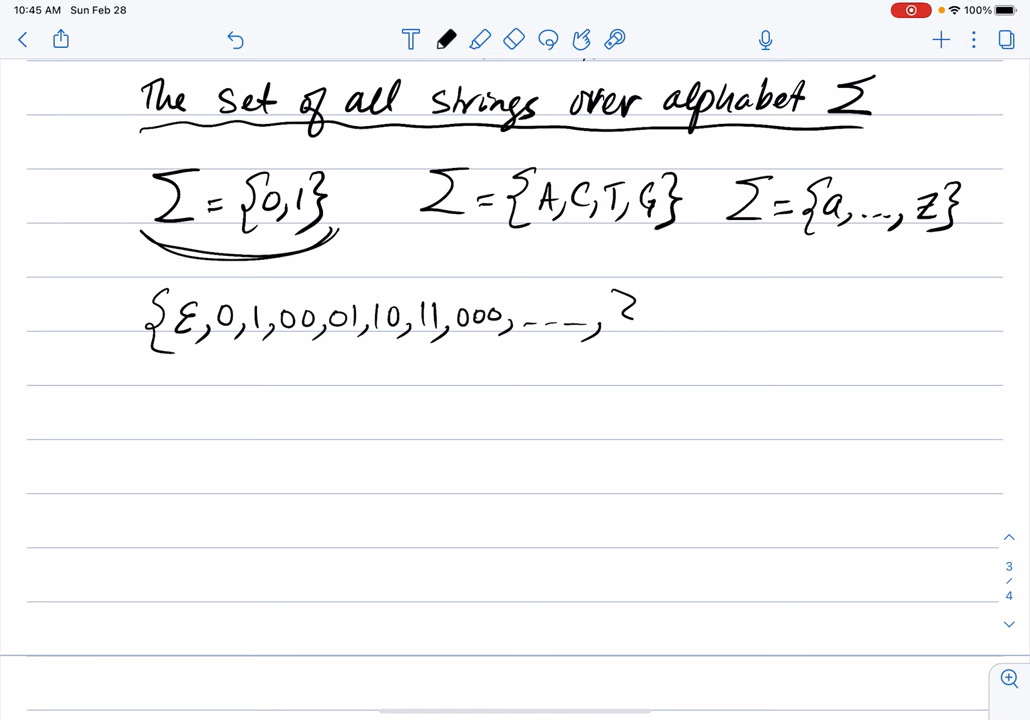 10:45 AM Sun Feb 28 100%
The set of all strings over alphabet Σ
Σ = {0,1} Σ = {A,C,T,G} Σ = {a,...,z}
{ε,0,1,00,01,10,11,000,----,
3
/
4